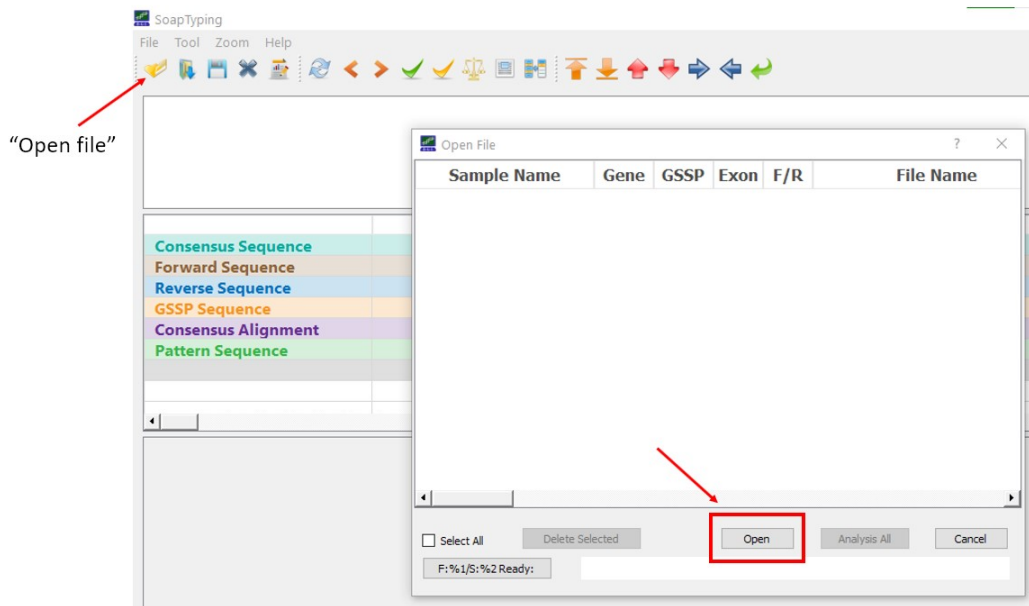 SoapTyping
File Tool Zoom Help
“Open file”
Open File
Sample Name Gene GSSP Exon F/R File Name
Consensus Sequence
Forward Sequence
Reverse Sequence
GSSP Sequence
Consensus Alignment
Pattern Sequence
Select All Delete Selected Open Analysis All Cancel
F:%1/S:%2 Ready: